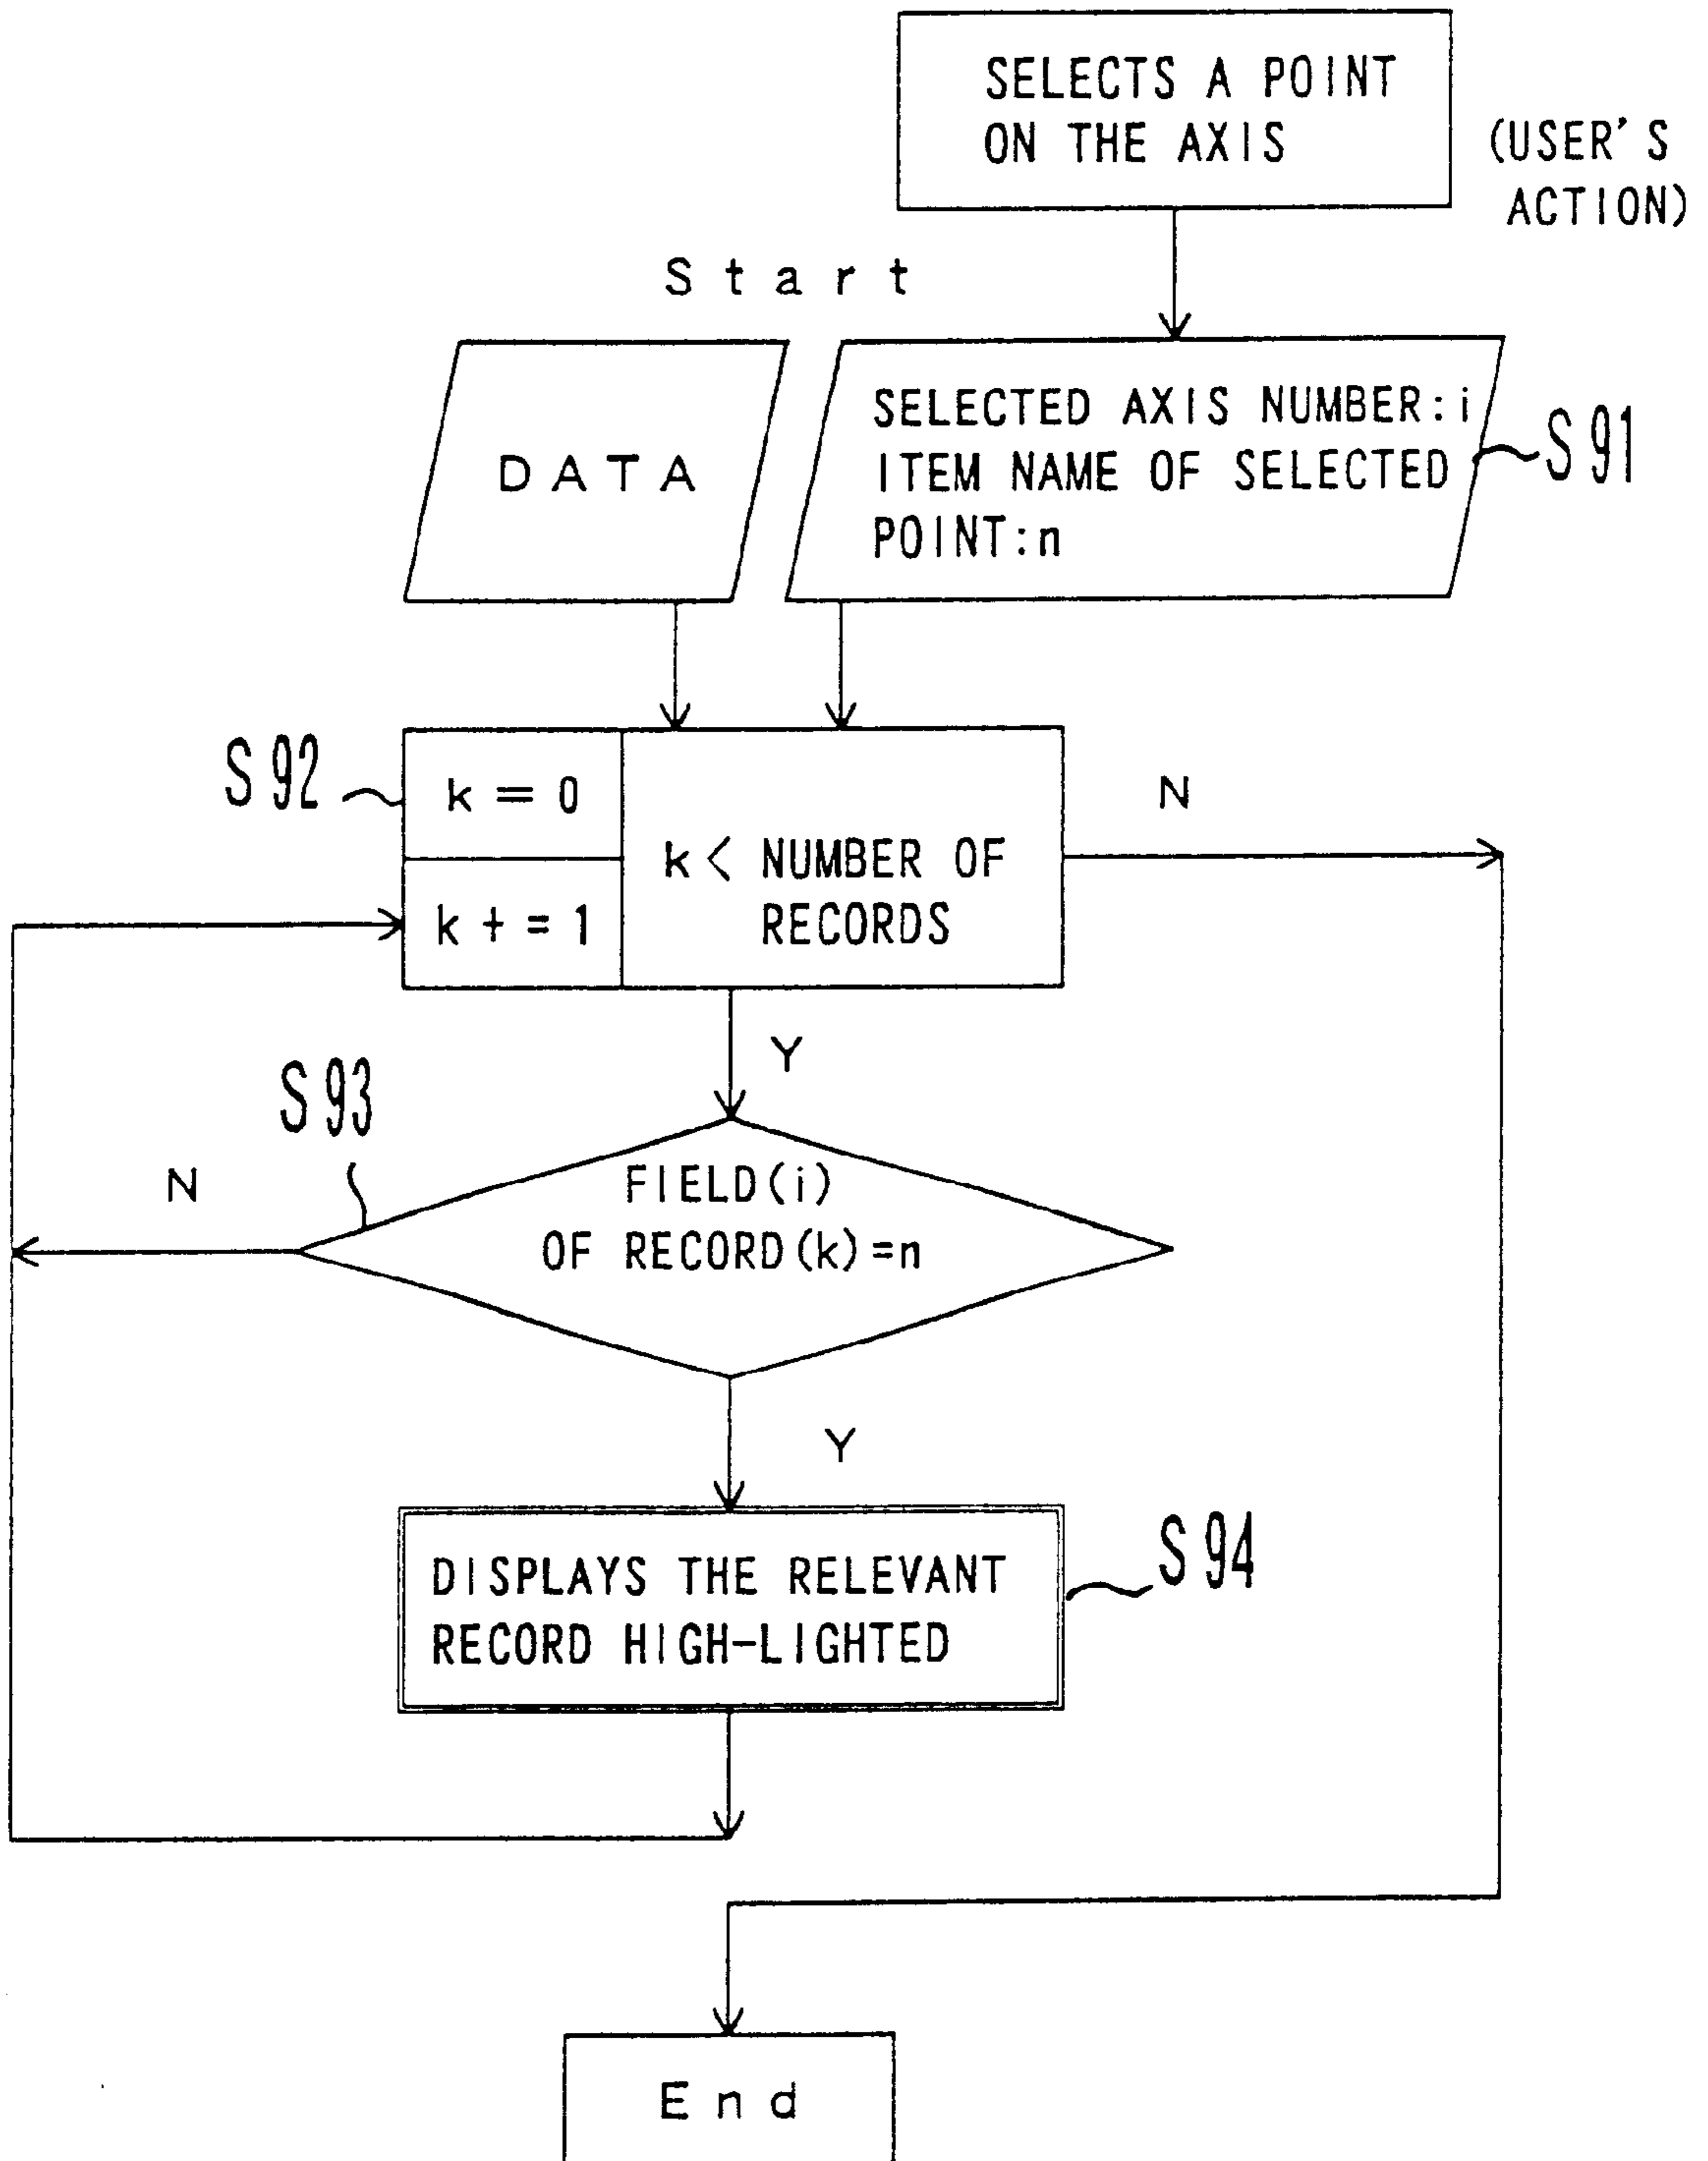 SELECTS A POINT
ON THE AXIS
(USER'S
ACTION)
Start
DATA
SELECTED AXIS NUMBER:i
ITEM NAME OF SELECTED
POINT:n
S91
S92
k=0
k+=1
k< NUMBER OF
RECORDS
N
Y
S93
N
FIELD(i)
OF RECORD(k)=n
Y
DISPLAYS THE RELEVANT
RECORD HIGH-LIGHTED
S94
End